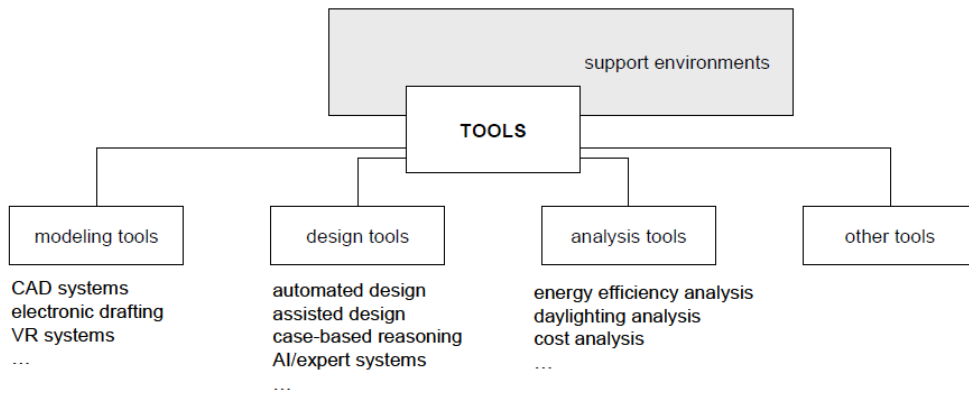 support environments
TOOLS
modeling tools
design tools
analysis tools
other tools
CAD systems
electronic drafting
VR systems
…
automated design
assisted design
case-based reasoning
AI/expert systems
…
energy efficiency analysis
daylighting analysis
cost analysis
…